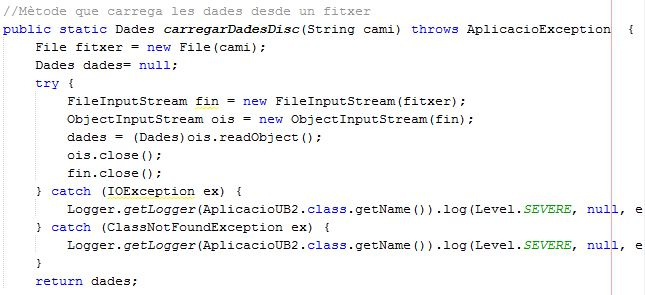 //Mètode que carrega les dades desde un fitxer
public static Dades carregarDadesDisc(String cami) throws AplicacioException {
    File fitxer = new File(cami);
    Dades dades= null;
    try {
        FileInputStream fin = new FileInputStream(fitxer);
        ObjectInputStream ois = new ObjectInputStream(fin);
        dades = (Dades)ois.readObject();
        ois.close();
        fin.close();
    } catch (IOException ex) {
        Logger.getLogger(AplicacioUB2.class.getName()).log(Level.SEVERE, null, e
    } catch (ClassNotFoundException ex) {
        Logger.getLogger(AplicacioUB2.class.getName()).log(Level.SEVERE, null, e
    }
    return dades;